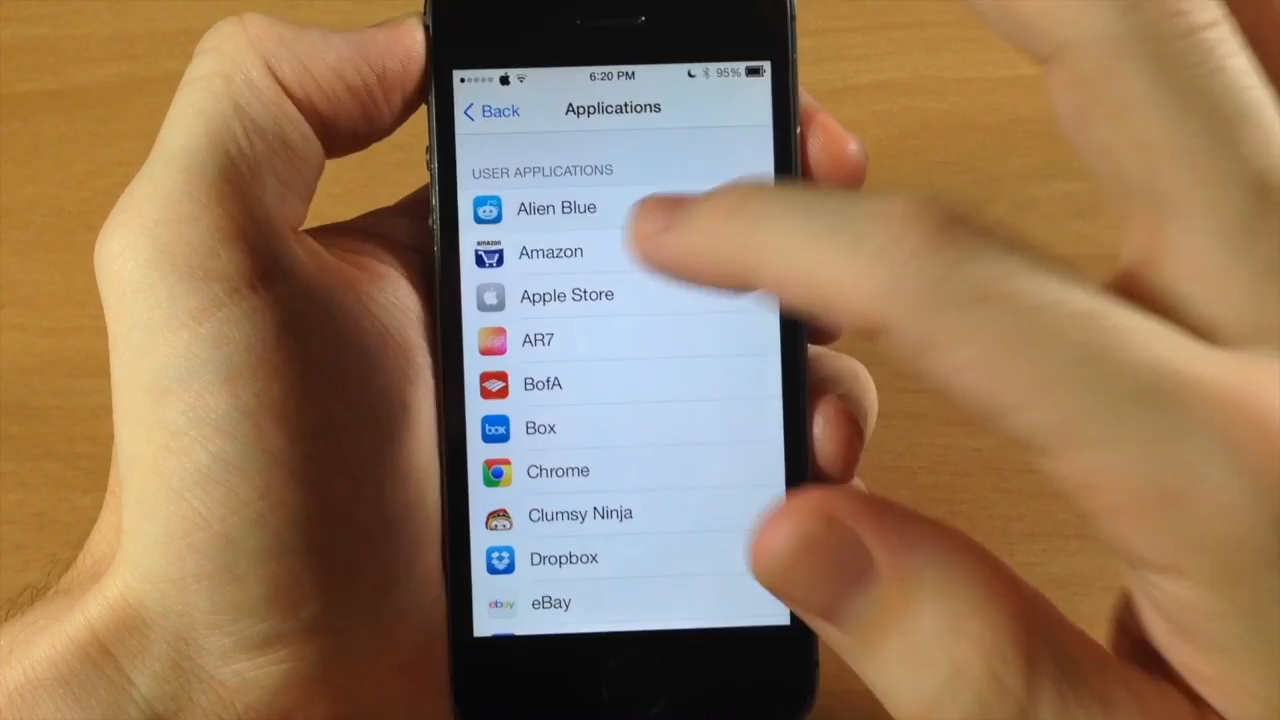 6:20 PM 95%
Back Applications
USER APPLICATIONS
Alien Blue
amazon
Amazon
Apple Store
AR7
BofA
box
Box
Chrome
Clumsy Ninja
Dropbox
ebay
eBay